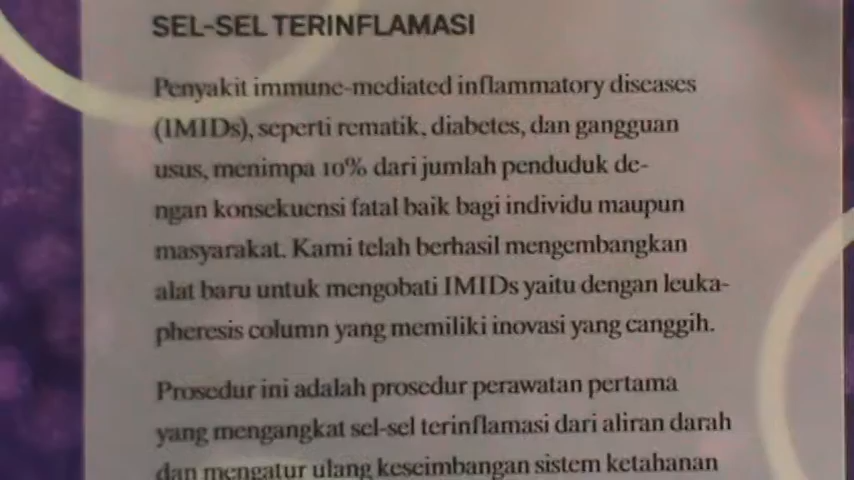 SEL-SEL TERINFLAMASI
Penyakit immune-mediated inflammatory diseases
(IMIDs), seperti rematik, diabetes, dan gangguan
usus, menimpa 10% dari jumlah penduduk de-
ngan konsekuensi fatal baik bagi individu maupun
masyarakat. Kami telah berhasil mengembangkan
alat baru untuk mengobati IMIDs yaitu dengan leuka-
pheresis column yang memiliki inovasi yang canggih.
Prosedur ini adalah prosedur perawatan pertama
yang mengangkat sel-sel terinflamasi dari aliran darah
dan mengatur ulang keseimbangan sistem ketahanan